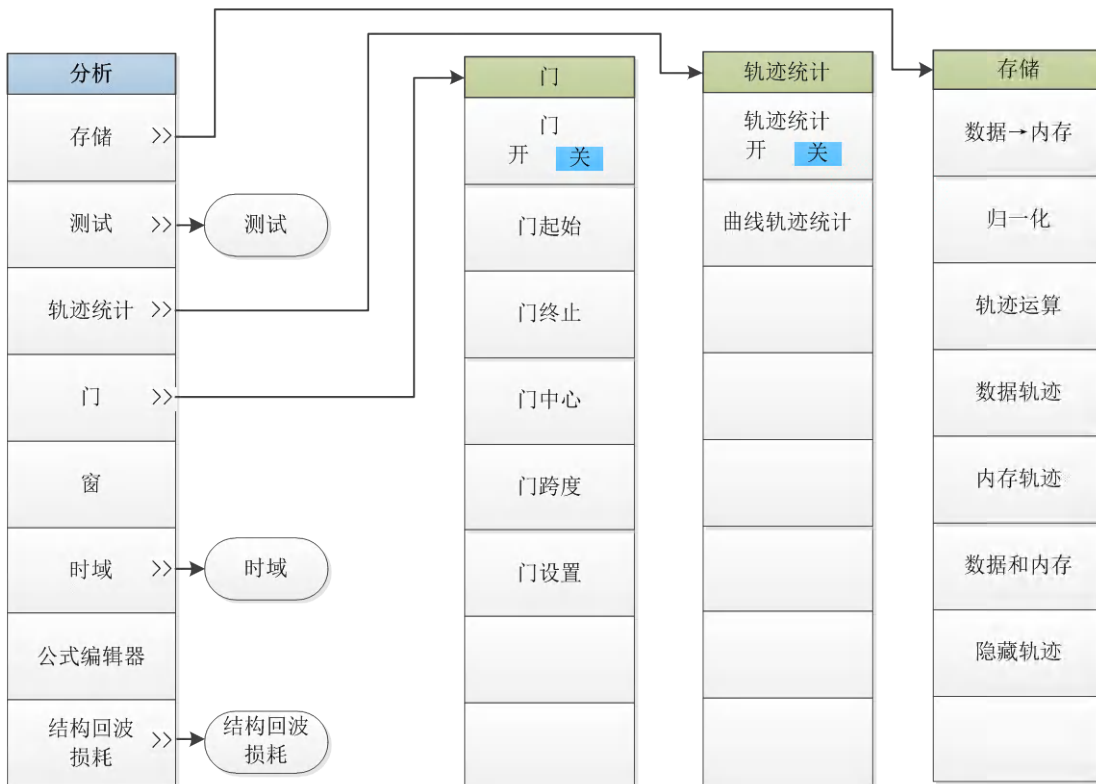 分析
存储 >>
测试 >>
轨迹统计 >>
门 >>
窗
时域 >>
公式编辑器
结构回波
损耗 >>
测试
时域
结构回波
损耗
门
门
开 关
门起始
门终止
门中心
门跨度
门设置
轨迹统计
轨迹统计
开 关
曲线轨迹统计
存储
数据→内存
归一化
轨迹运算
数据轨迹
内存轨迹
数据和内存
隐藏轨迹